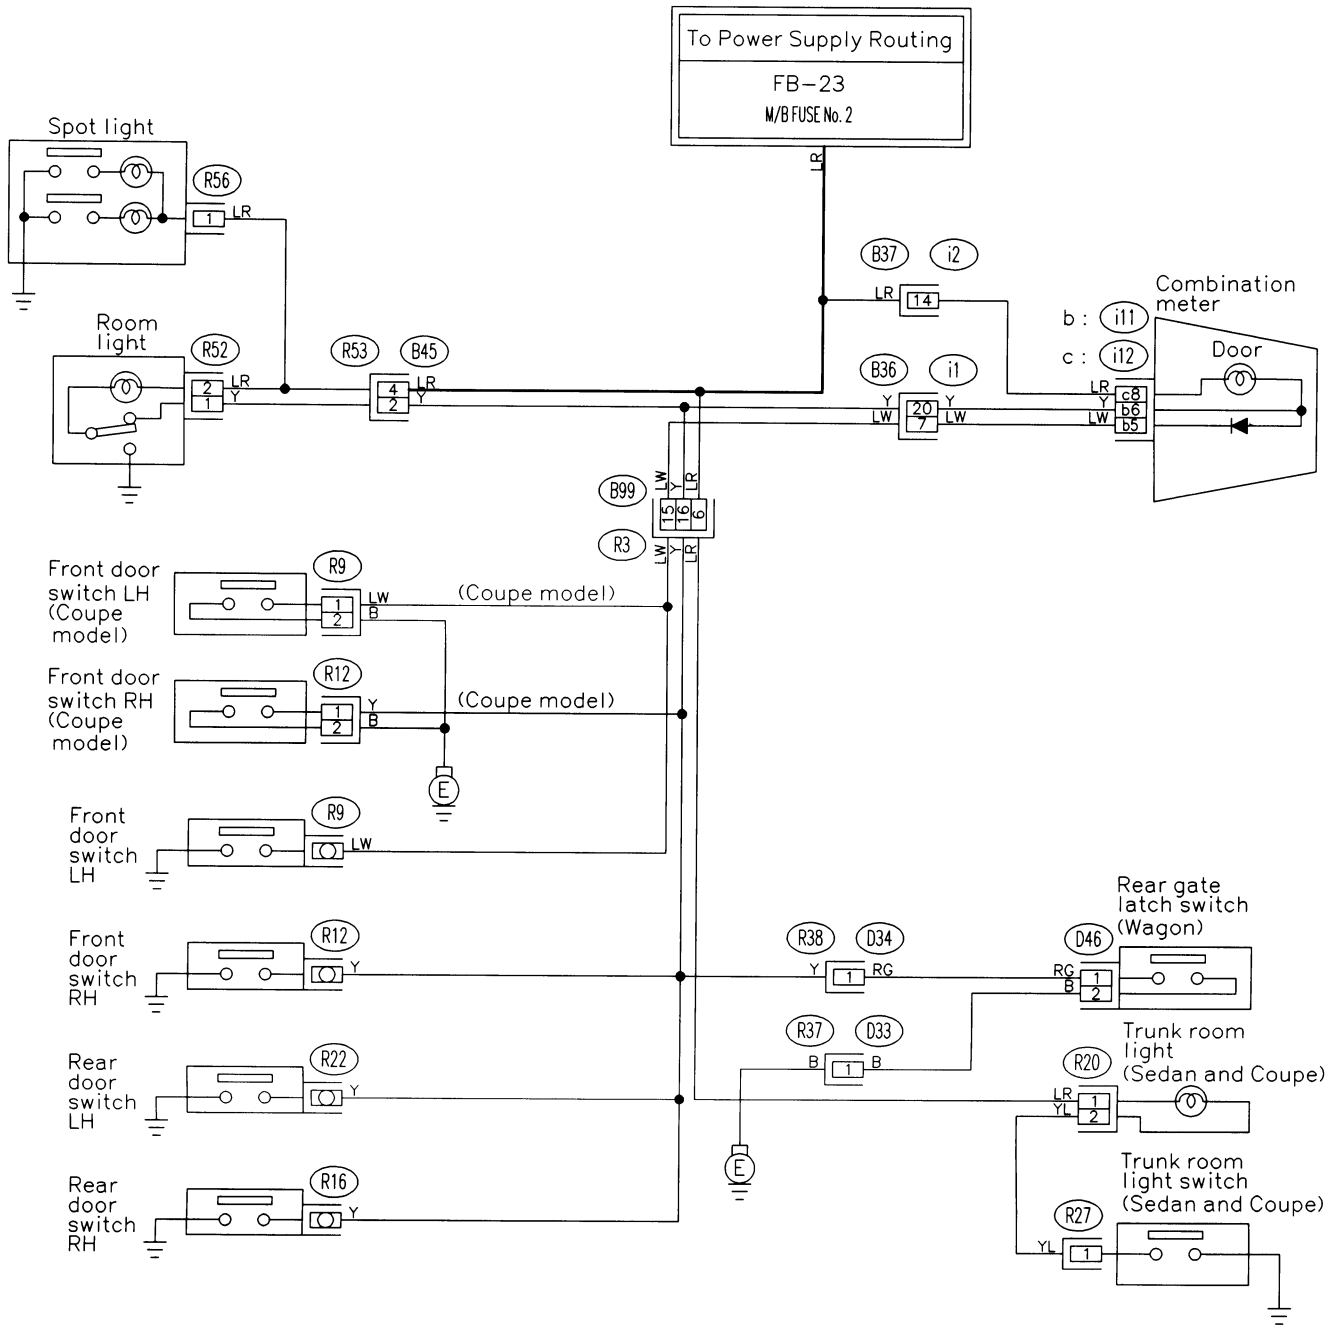 To Power Supply Routing
FB-23
M/B FUSE No. 2
LR
Spot light
R56
1
LR
B37
i2
LR
14
Combination
meter
b :
i11
c :
i12
Door
LR
c8
Y
b6
LW
b5
Room
light
R52
2
LR
1
Y
R53
B45
4
LR
2
Y
B36
i1
Y
20
Y
LW
7
LW
LW
Y
LR
B99
15
16
6
R3
LW
Y
LR
Front door
switch LH
(Coupe
model)
R9
1
LW
2
B
(Coupe model)
Front door
switch RH
(Coupe
model)
R12
1
Y
2
B
(Coupe model)
E
Front
door
switch
LH
R9
LW
Front
door
switch
RH
R12
Y
R38
D34
Y
1
RG
Rear gate
latch switch
(Wagon)
D46
RG
1
B
2
R37
D33
B
1
B
E
Rear
door
switch
LH
R22
Y
Trunk room
light
(Sedan and Coupe)
R20
LR
1
YL
2
Rear
door
switch
RH
R16
Y
Trunk room
light switch
(Sedan and Coupe)
R27
YL
1